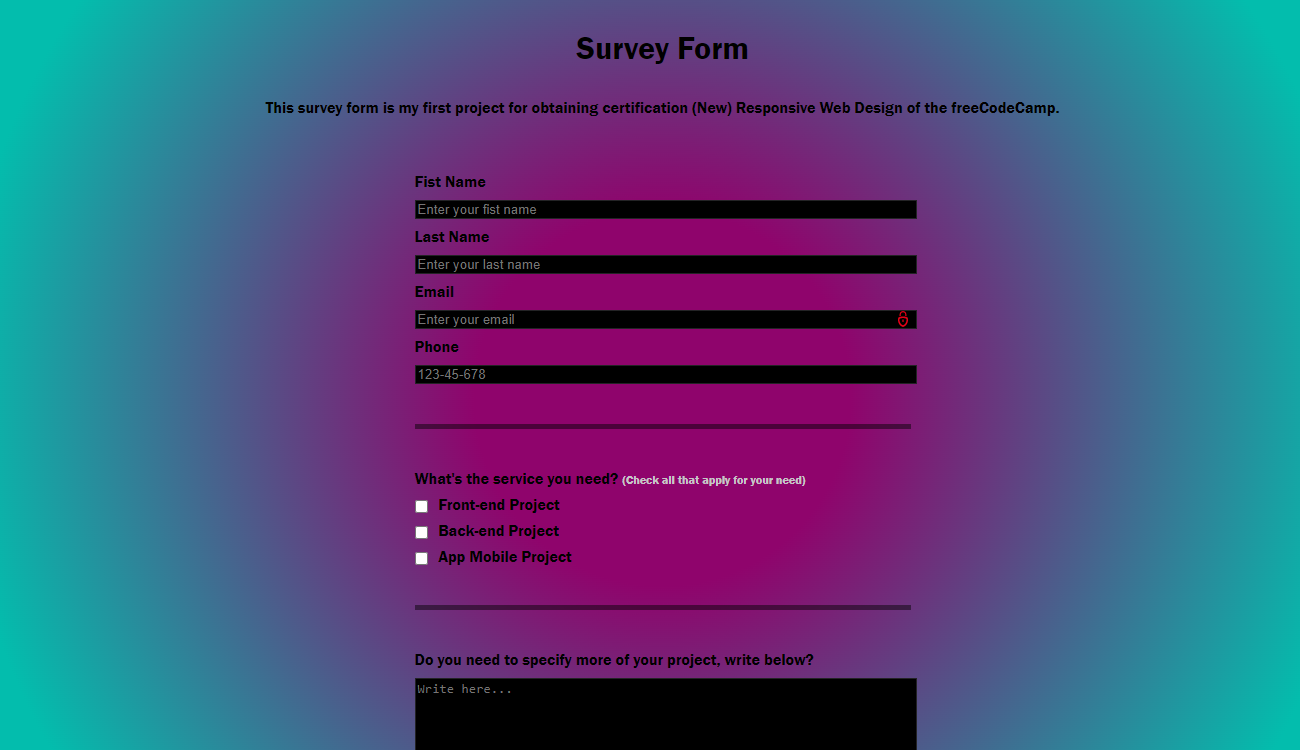 Survey Form
This survey form is my first project for obtaining certification (New) Responsive Web Design of the freeCodeCamp.
Fist Name
Enter your fist name
Last Name
Enter your last name
Email
Enter your email
Phone
123-45-678
What's the service you need? (Check all that apply for your need)
Front-end Project
Back-end Project
App Mobile Project
Do you need to specify more of your project, write below?
Write here...